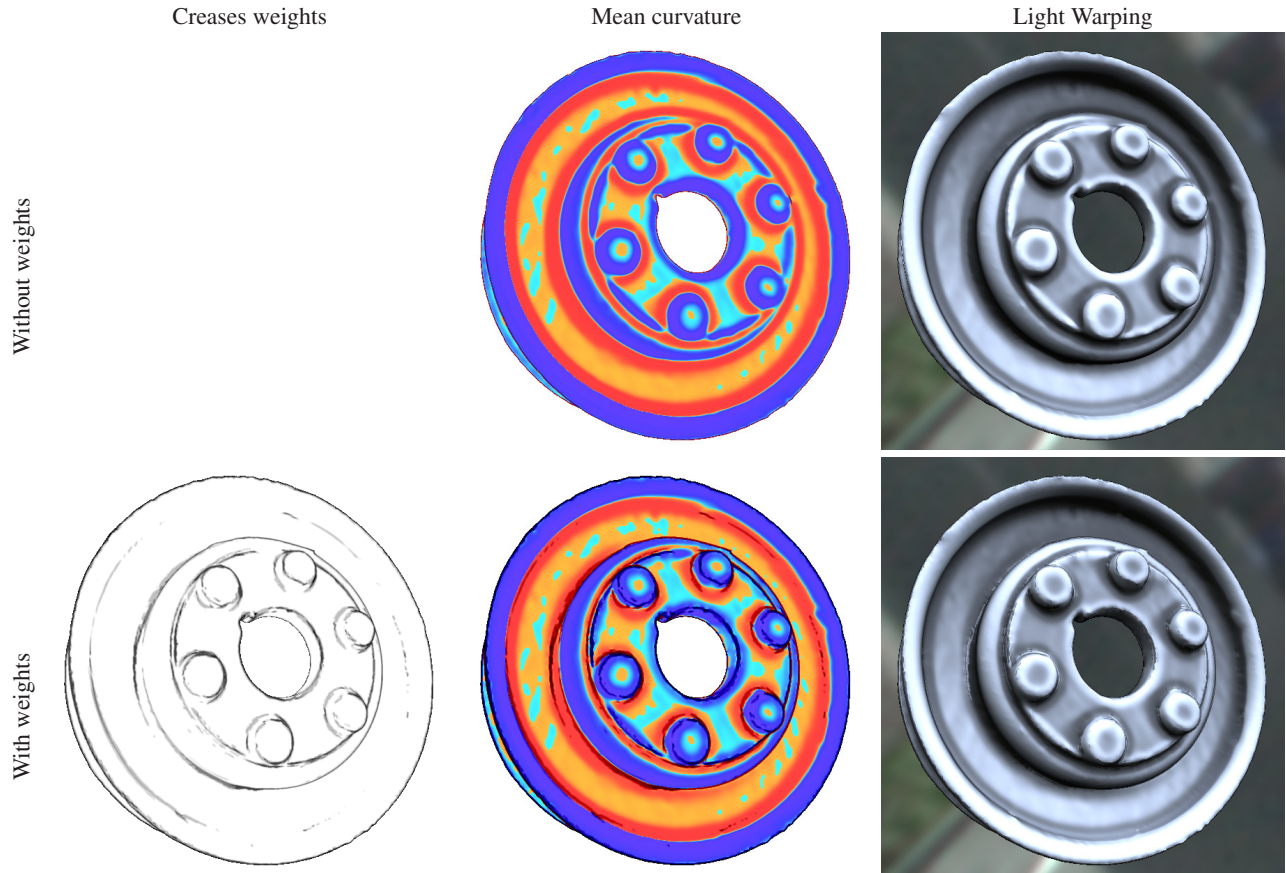 Creases weights
Mean curvature
Light Warping
Without weights
With weights